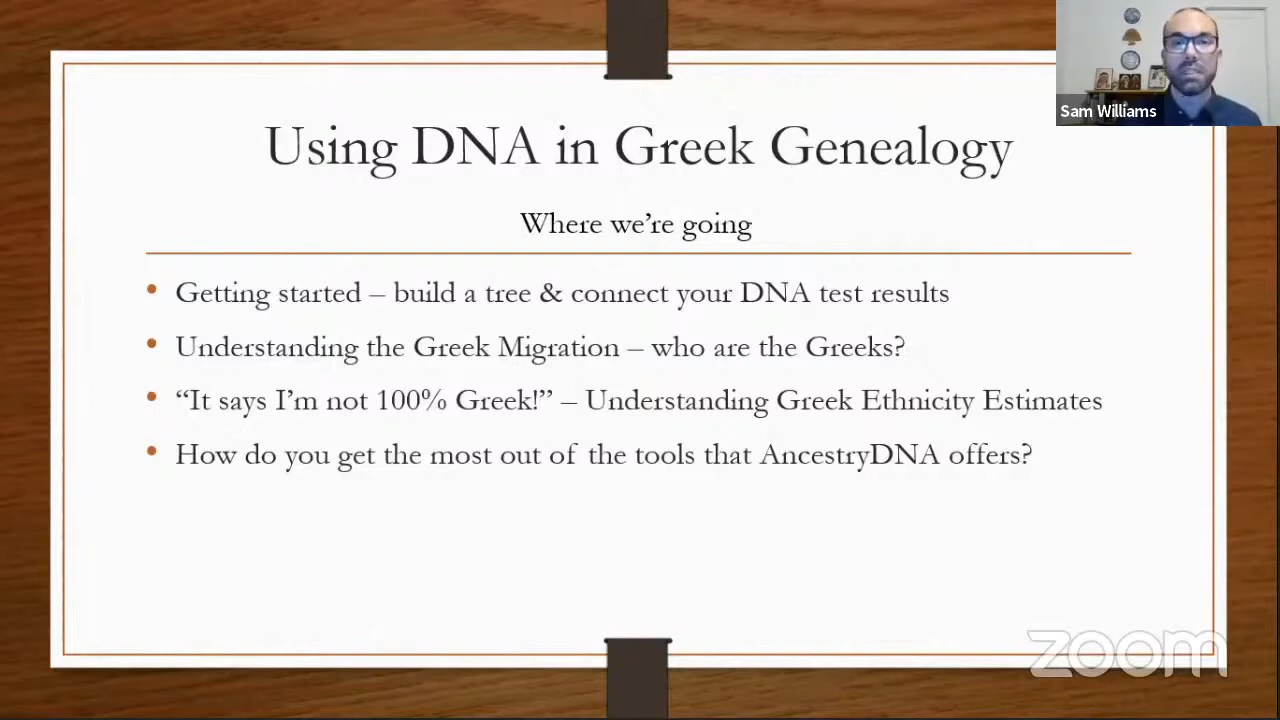 Sam Williams
Using DNA in Greek Genealogy
Where we’re going
• Getting started – build a tree & connect your DNA test results
• Understanding the Greek Migration – who are the Greeks?
• “It says I’m not 100% Greek!” – Understanding Greek Ethnicity Estimates
• How do you get the most out of the tools that AncestryDNA offers?
zoom